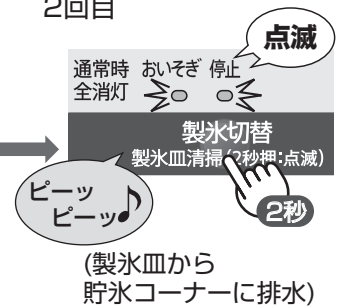 2回目
点滅
通常時 おいそぎ 停止
全消灯
製氷切替
製氷皿清掃(2秒押:点滅)
ピーッ
ピーッ♪
2秒
(製氷皿から
貯氷コーナーに排水)